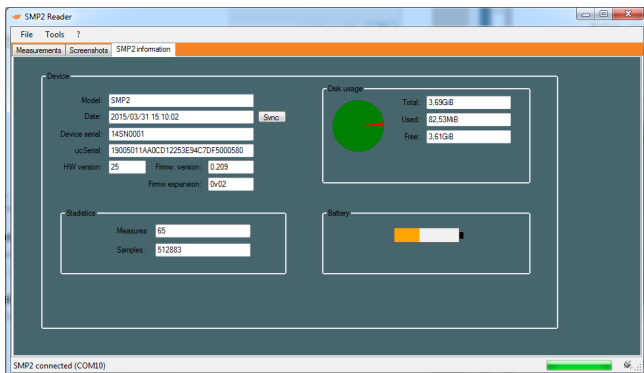 SMP2 Reader
File Tools ?
Measurements Screenshots SMP2 information
Device
Model: SMP2
Date: 2015/03/31 15:10:02 Sync
Device serial: 14SN0001
ucSerial: 19005011AA0CD12253E94C7DF5000580
HW version: 25 Firmw. version: 0.209
Firmw expansion: 0v02
Disk usage
Total: 3,69GiB
Used: 82,53MiB
Free: 3,61GiB
Stadistics
Measures 65
Samples: 512883
Battery
SMP2 connected (COM10)